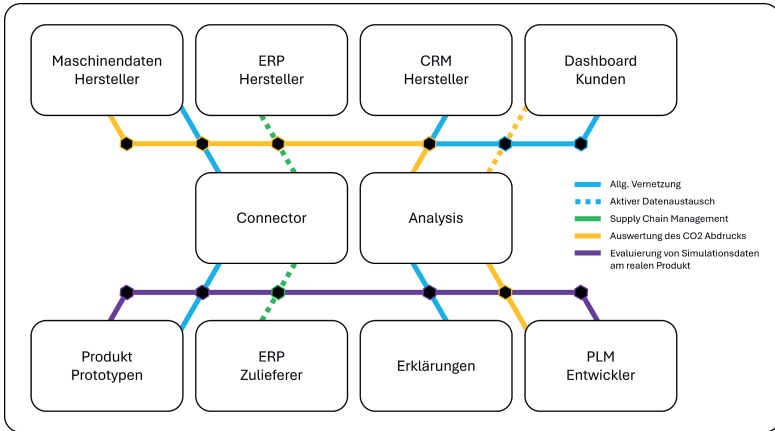 Maschinendaten
Hersteller
ERP
Hersteller
CRM
Hersteller
Dashboard
Kunden
Connector
Analysis
Allg. Vernetzung
Aktiver Datenaustausch
Supply Chain Management
Auswertung des CO2 Abdrucks
Evaluierung von Simulationsdaten
am realen Produkt
Produkt
Prototypen
ERP
Zulieferer
Erklärungen
PLM
Entwickler